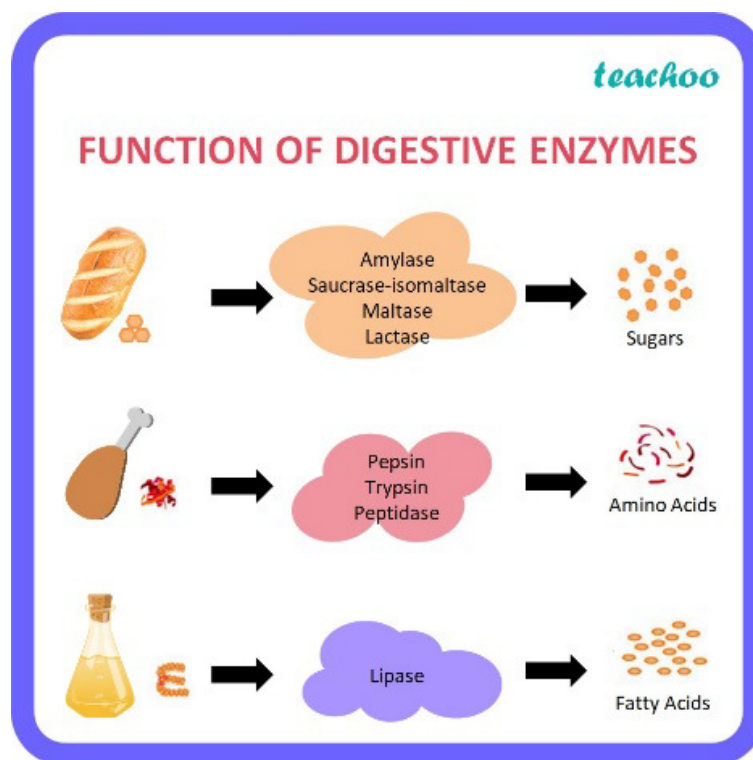 teachoo
FUNCTION OF DIGESTIVE ENZYMES
Amylase
Saucrase-isomaltase
Maltase
Lactase
Sugars
Pepsin
Trypsin
Peptidase
Amino Acids
Lipase
Fatty Acids